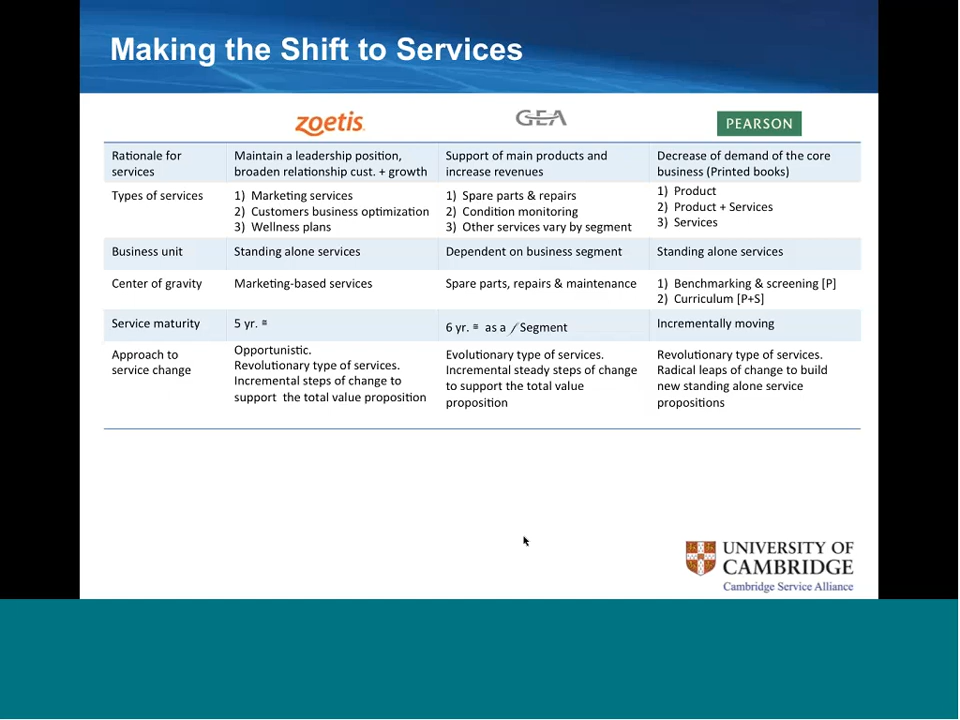 Making the Shift to Services
zoetis
GEA
PEARSON
Rationale for
services
Maintain a leadership position,
broaden relationship cust. + growth
Support of main products and
increase revenues
Decrease of demand of the core
business (Printed books)
Types of services
1) Marketing services
2) Customers business optimization
3) Wellness plans
1) Spare parts & repairs
2) Condition monitoring
3) Other services vary by segment
1) Product
2) Product + Services
3) Services
Business unit
Standing alone services
Dependent on business segment
Standing alone services
Center of gravity
Marketing-based services
Spare parts, repairs & maintenance
1) Benchmarking & screening [P]
2) Curriculum [P+S]
Service maturity
5 yr. ≅
6 yr. ≅ as a ƒ Segment
Incrementally moving
Approach to
service change
Opportunistic.
Revolutionary type of services.
Incremental steps of change to
support the total value proposition
Evolutionary type of services.
Incremental steady steps of change
to support the total value
proposition
Revolutionary type of services.
Radical leaps of change to build
new standing alone service
propositions
UNIVERSITY OF
CAMBRIDGE
Cambridge Service Alliance